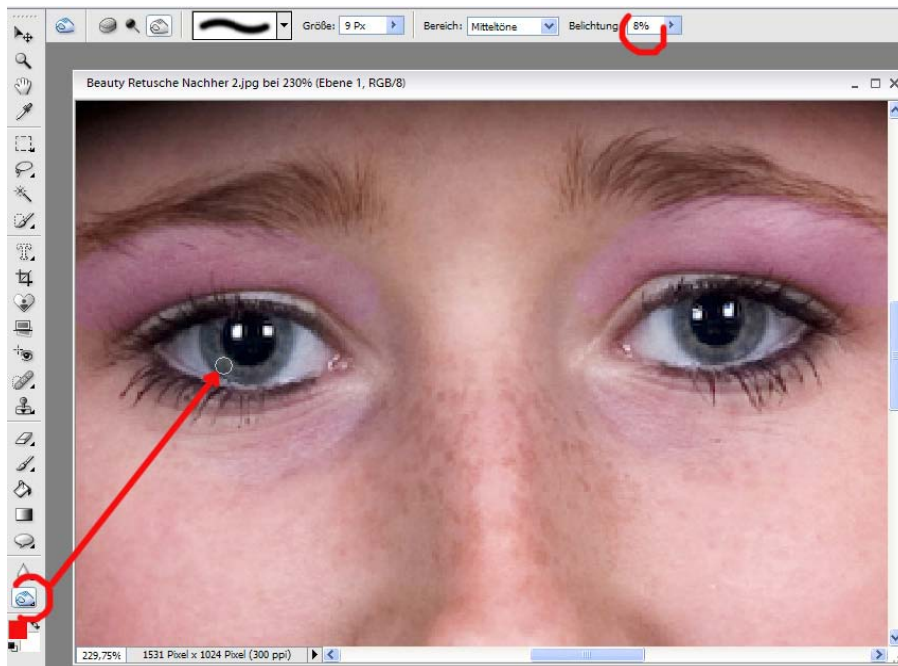 Größe: 9 Px Bereich: Mitteltöne Belichtung: 8%
Beauty Retusche Nachher 2.jpg bei 230% (Ebene 1, RGB/8)
T
229,75% 1531 Pixel x 1024 Pixel (300 ppi)